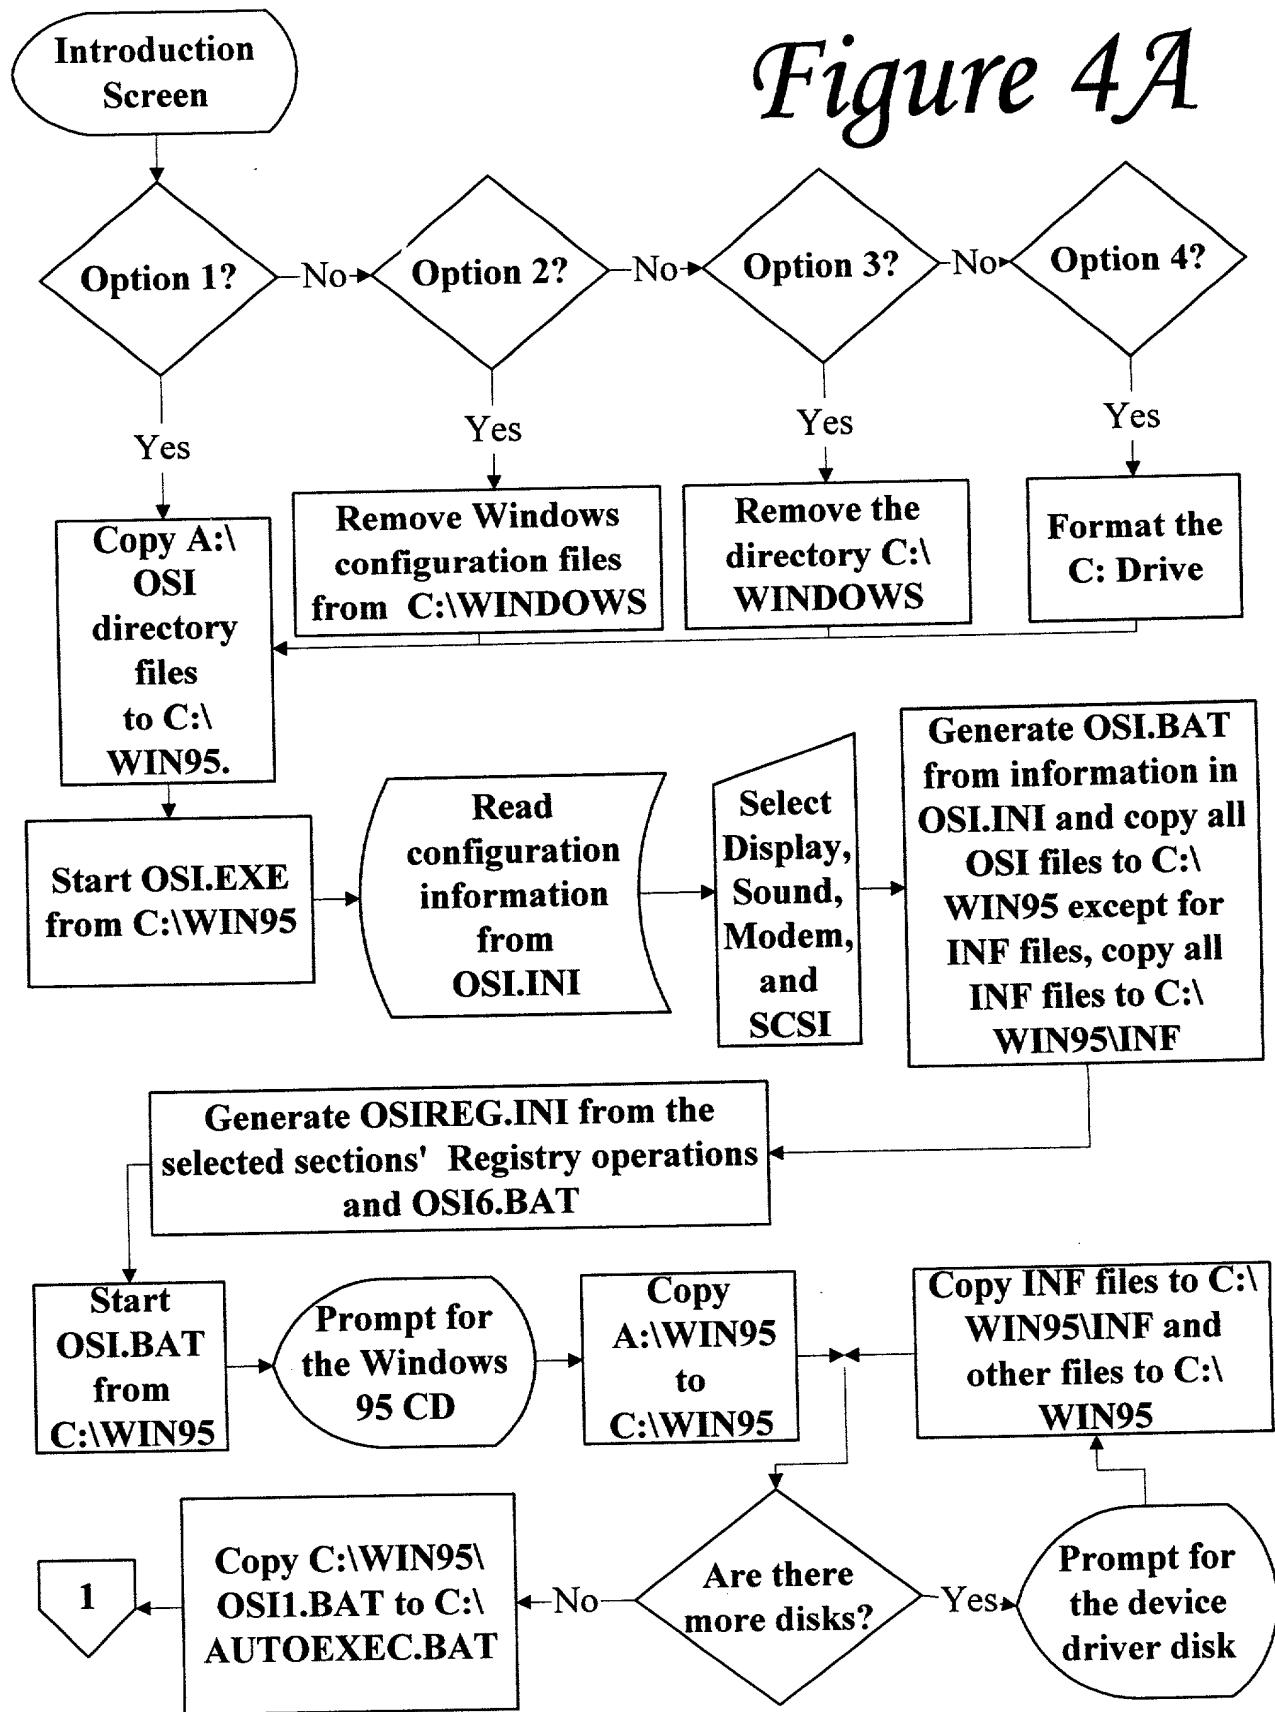 Figure 4A
Introduction
Screen
Option 1?
No
Option 2?
No
Option 3?
No
Option 4?
Yes
Yes
Yes
Yes
Copy A:\
OSI
directory
files
to C:\
WIN95.
Remove Windows
configuration files
from C:\WINDOWS
Remove the
directory C:\
WINDOWS
Format the
C: Drive
Start OSI.EXE
from C:\WIN95
Read
configuration
information
from
OSI.INI
Select
Display,
Sound,
Modem,
and
SCSI
Generate OSI.BAT
from information in
OSI.INI and copy all
OSI files to C:\
WIN95 except for
INF files, copy all
INF files to C:\
WIN95\INF
Generate OSIREG.INI from the
selected sections' Registry operations
and OSI6.BAT
Start
OSI.BAT
from
C:\WIN95
Prompt for
the Windows
95 CD
Copy
A:\WIN95
to
C:\WIN95
Copy INF files to C:\
WIN95\INF and
other files to C:\
WIN95
1
Copy C:\WIN95\
OSI1.BAT to C:\
AUTOEXEC.BAT
No
Are there
more disks?
Yes
Prompt for
the device
driver disk